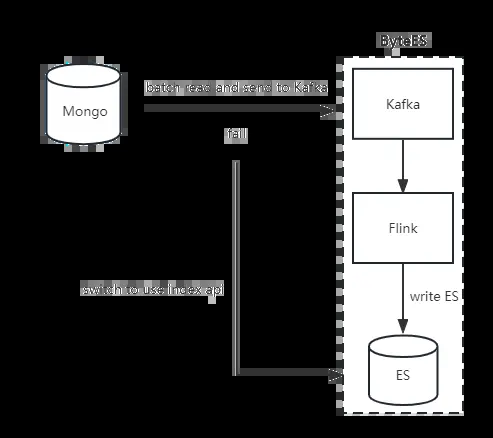 ByteES
Mongo
batch read and send to Kafka
Kafka
fail
Flink
switch to use index api
write ES
ES